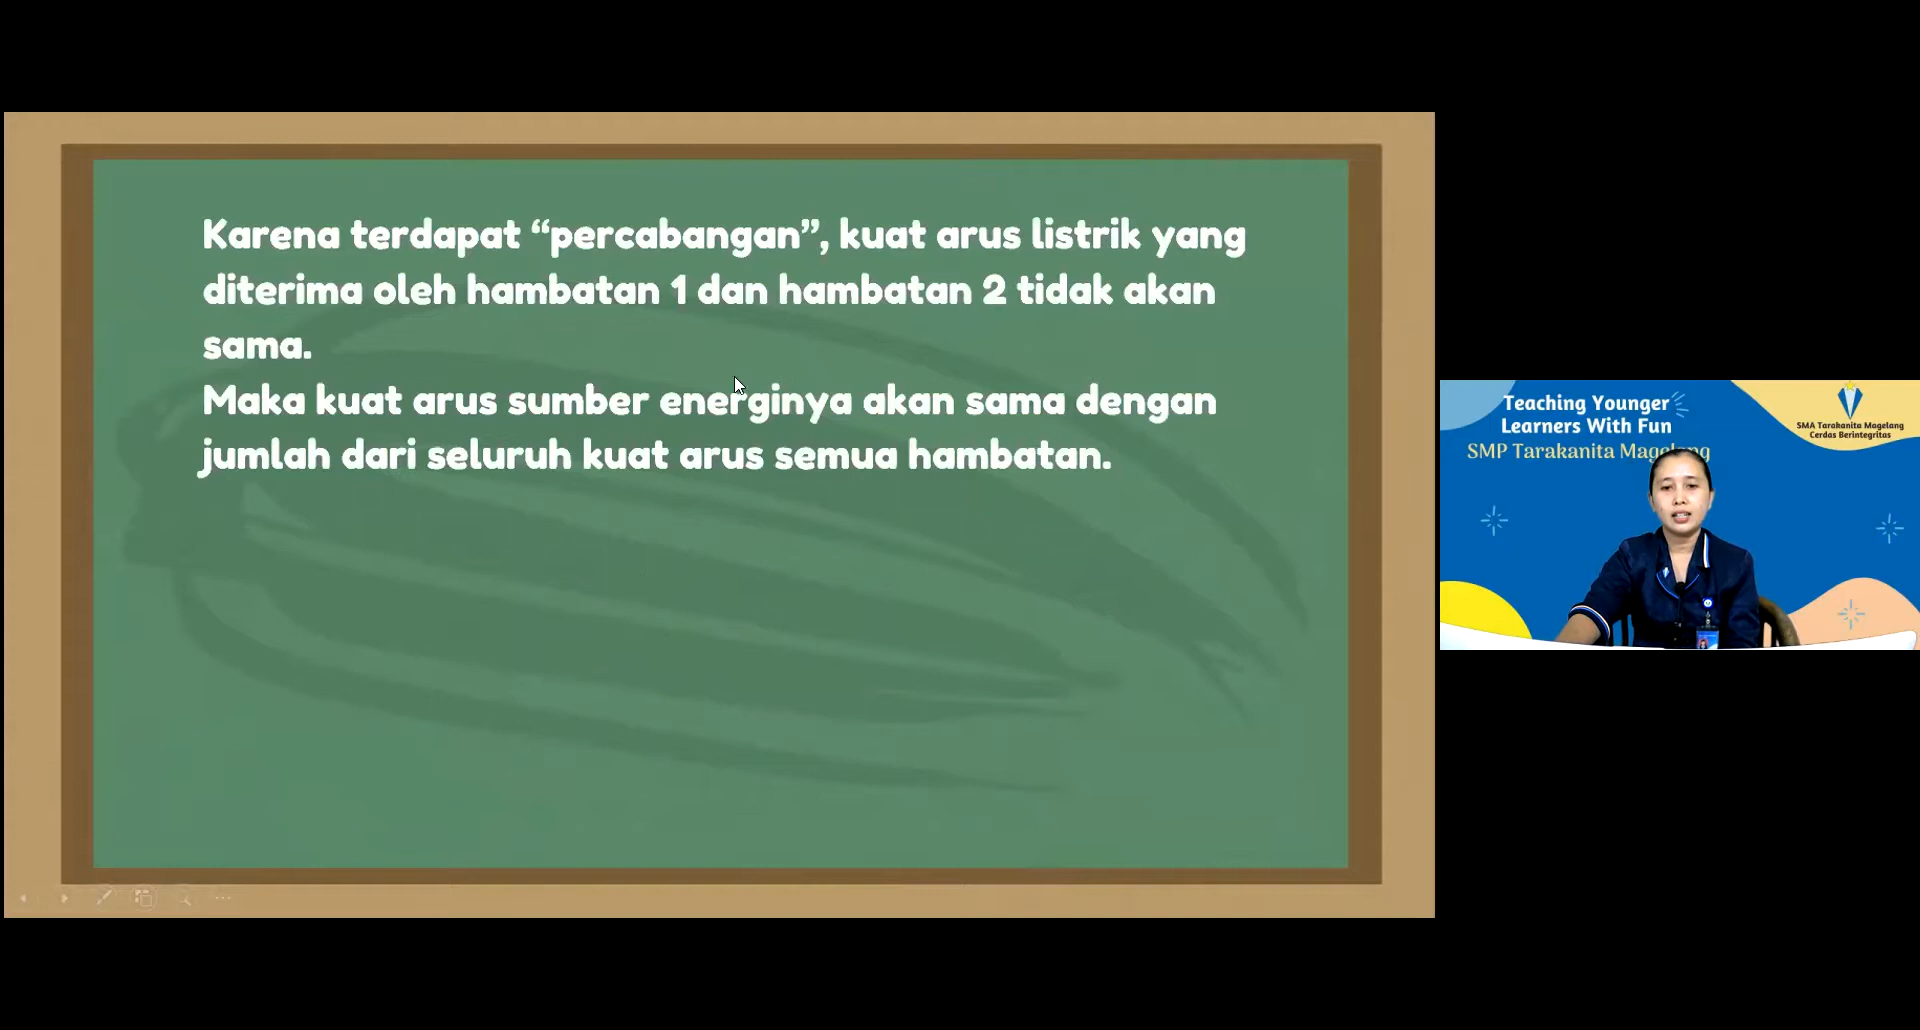 Karena terdapat “percabangan”, kuat arus listrik yang
diterima oleh hambatan 1 dan hambatan 2 tidak akan
sama.
Maka kuat arus sumber energinya akan sama dengan
jumlah dari seluruh kuat arus semua hambatan.
Teaching Younger
Learners With Fun
SMP Tarakanita Magelang
SMA Tarakanita Magelang
Cerdas Berintegritas